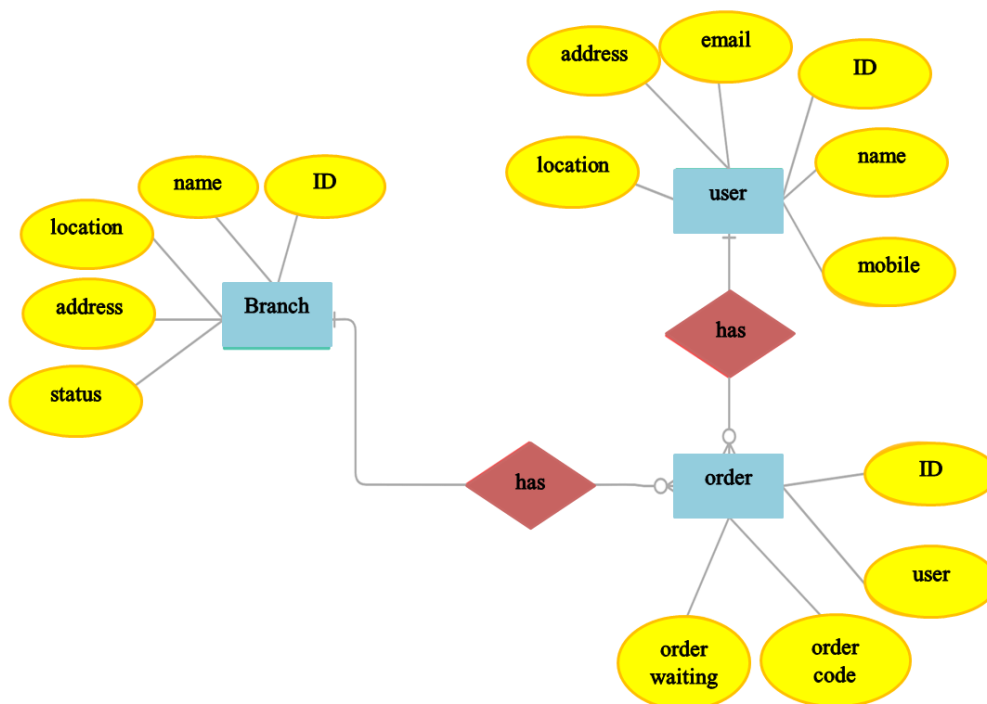 email
address
ID
name
location
user
mobile
name
ID
location
Branch
address
status
has
has
order
ID
user
order
waiting
order
code